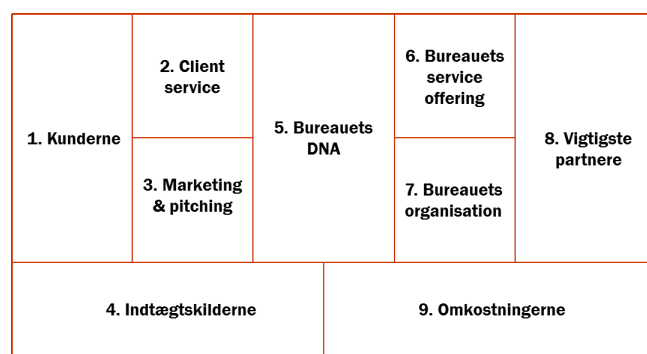 1. Kunderne
2. Client
service
3. Marketing
& pitching
4. Indtægtskilderne
5. Bureauets
DNA
6. Bureauets
service
offering
7. Bureauets
organisation
8. Vigtigste
partnere
9. Omkostningerne